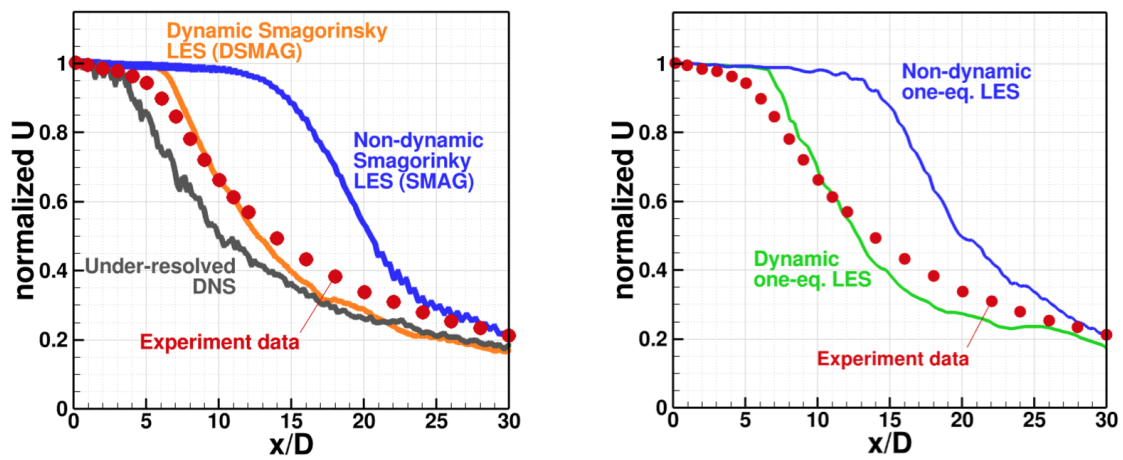 Dynamic Smagorinsky
LES (DSMAG)
1
0.8
0.6
0.4
0.2
0
normalized U
Non-dynamic
Smagorinky
LES (SMAG)
Under-resolved
DNS
Experiment data
0 5 10 15 20 25 30
x/D
1
0.8
0.6
0.4
0.2
0
normalized U
Non-dynamic
one-eq. LES
Dynamic
one-eq. LES
Experiment data
0 5 10 15 20 25 30
x/D